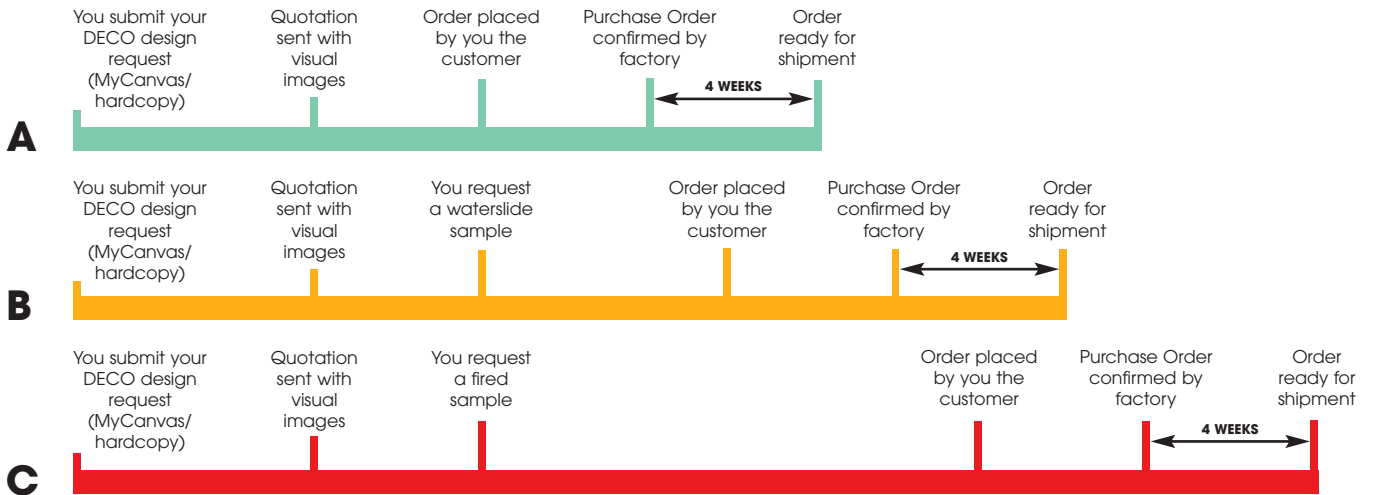 You submit your
DECO design
request
(MyCanvas/
hardcopy)
Quotation
sent with
visual
images
Order placed
by you the
customer
Purchase Order
confirmed by
factory
Order
ready for
shipment
4 WEEKS
A
You submit your
DECO design
request
(MyCanvas/
hardcopy)
Quotation
sent with
visual
images
You request
a waterslide
sample
Order placed
by you the
customer
Purchase Order
confirmed by
factory
Order
ready for
shipment
4 WEEKS
B
You submit your
DECO design
request
(MyCanvas/
hardcopy)
Quotation
sent with
visual
images
You request
a fired
sample
Order placed
by you the
customer
Purchase Order
confirmed by
factory
Order
ready for
shipment
4 WEEKS
C